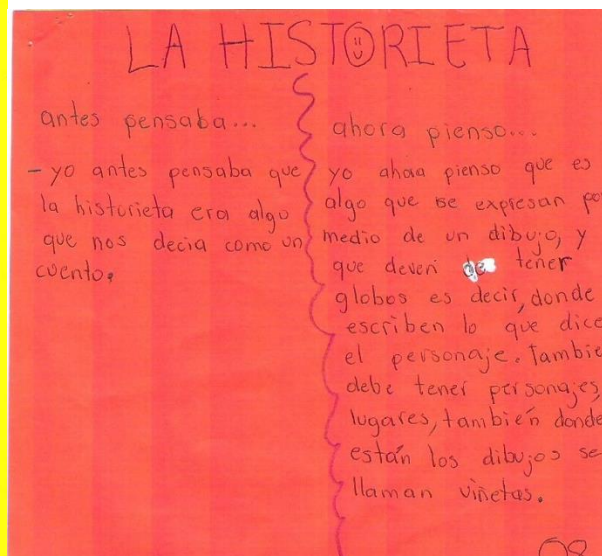 LA HISTORIETA
antes pensaba...
- yo antes pensaba que
la historieta era algo
que nos decia como un
cuento.
ahora pienso...
yo ahora pienso que es
algo que se expresan po
medio de un dibujo, y
que deven de tener
globos es decir, donde
escriben lo que dice
el personaje. tambie
debe tener personajes,
lugares, también donde
están los dibujos se
llaman viñetas.